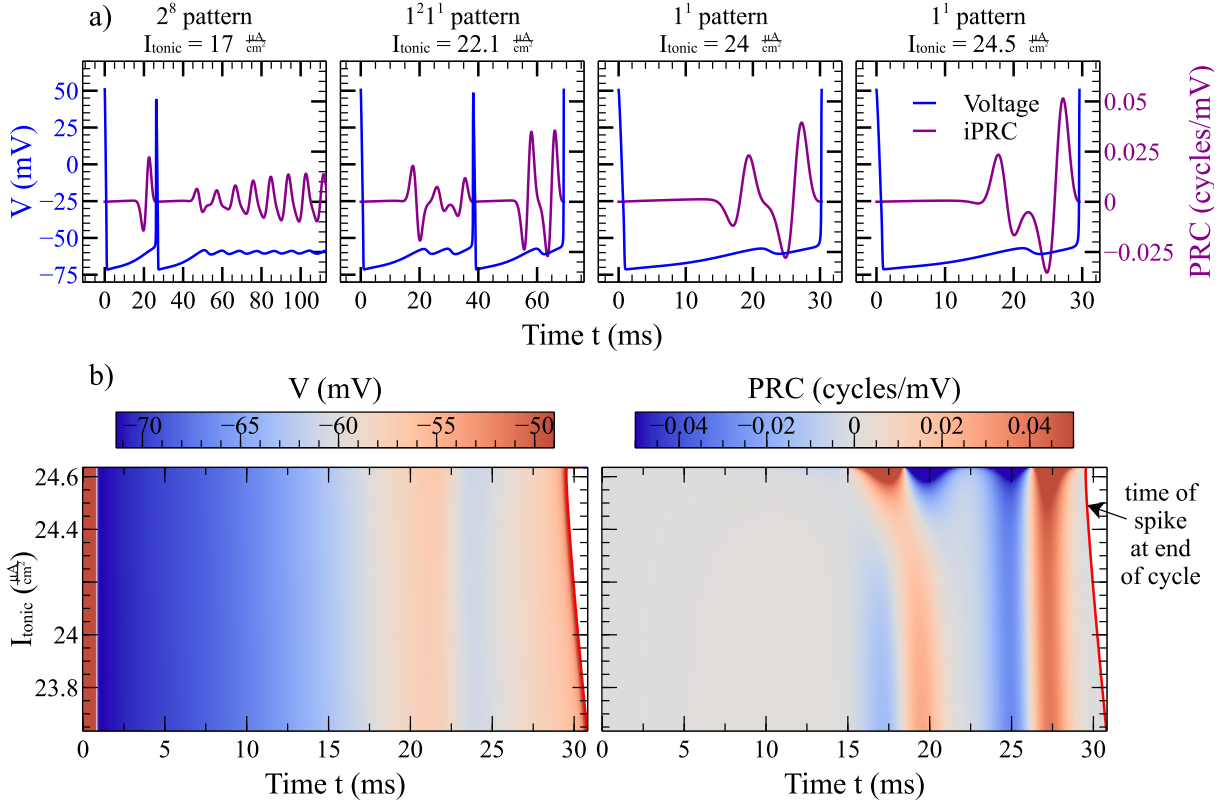 a)
2⁸ pattern
I_tonic = 17 μA/cm²
1²1¹ pattern
I_tonic = 22.1 μA/cm²
1¹ pattern
I_tonic = 24 μA/cm²
1¹ pattern
I_tonic = 24.5 μA/cm²
V (mV)
50
25
0
−25
−50
−75
Voltage
iPRC
0.05
0.025
0
−0.025
PRC (cycles/mV)
0 20 40 60 80 100
0 20 40 60
0 10 20 30
0 10 20 30
Time t (ms)
b)
V (mV)
−70 −65 −60 −55 −50
PRC (cycles/mV)
−0.04 −0.02 0 0.02 0.04
I_tonic (μA/cm²)
24.6
24.4
24
23.8
time of
spike
at end
of cycle
0 5 10 15 20 25 30
0 5 10 15 20 25 30
Time t (ms)
Time t (ms)